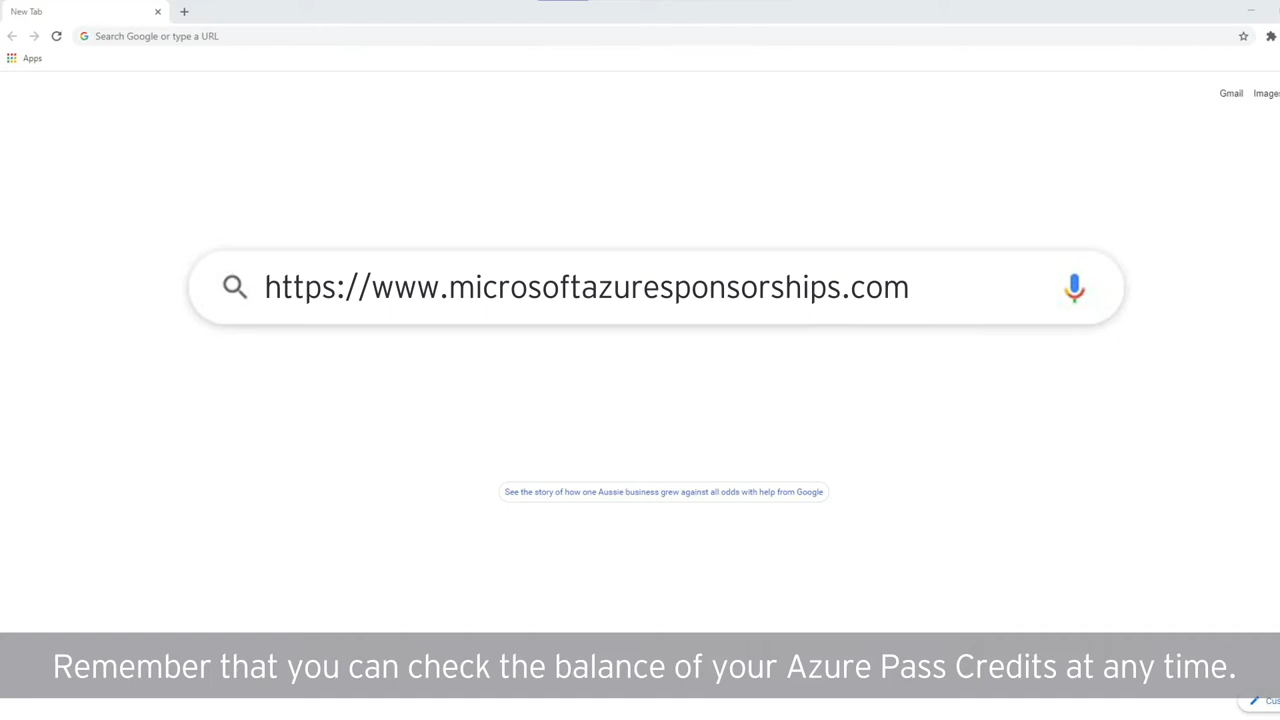 New Tab
Search Google or type a URL
Apps
Gmail Images
https://www.microsoftazuresponsorships.com
See the story of how one Aussie business grew against all odds with help from Google
Remember that you can check the balance of your Azure Pass Credits at any time.
Cus